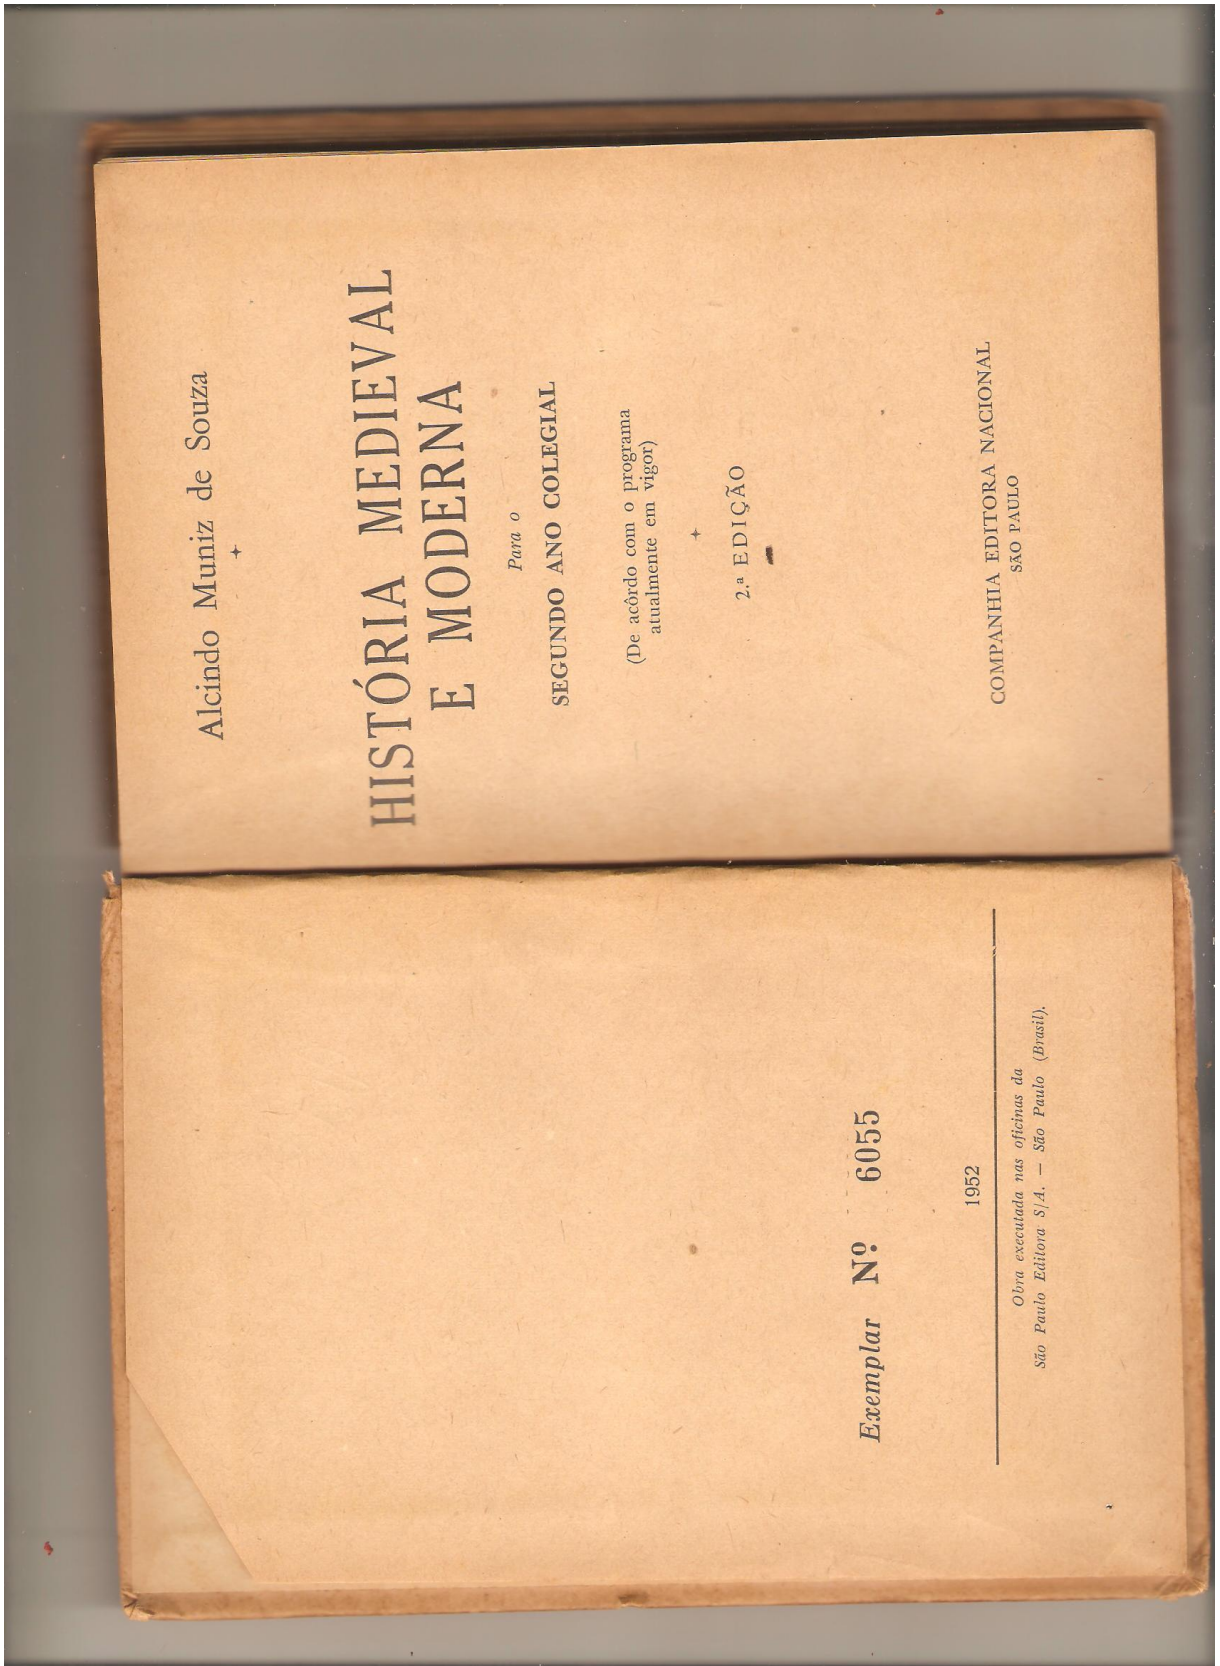 Exemplar Nº 6055
1952
Obra executada nas oficinas da
São Paulo Editora S/A. — São Paulo (Brasil).
Alcindo Muniz de Souza
HISTÓRIA MEDIEVAL
E MODERNA
Para o
SEGUNDO ANO COLEGIAL
(De acôrdo com o programa
atualmente em vigor)
2.ª EDIÇÃO
COMPANHIA EDITORA NACIONAL
SÃO PAULO